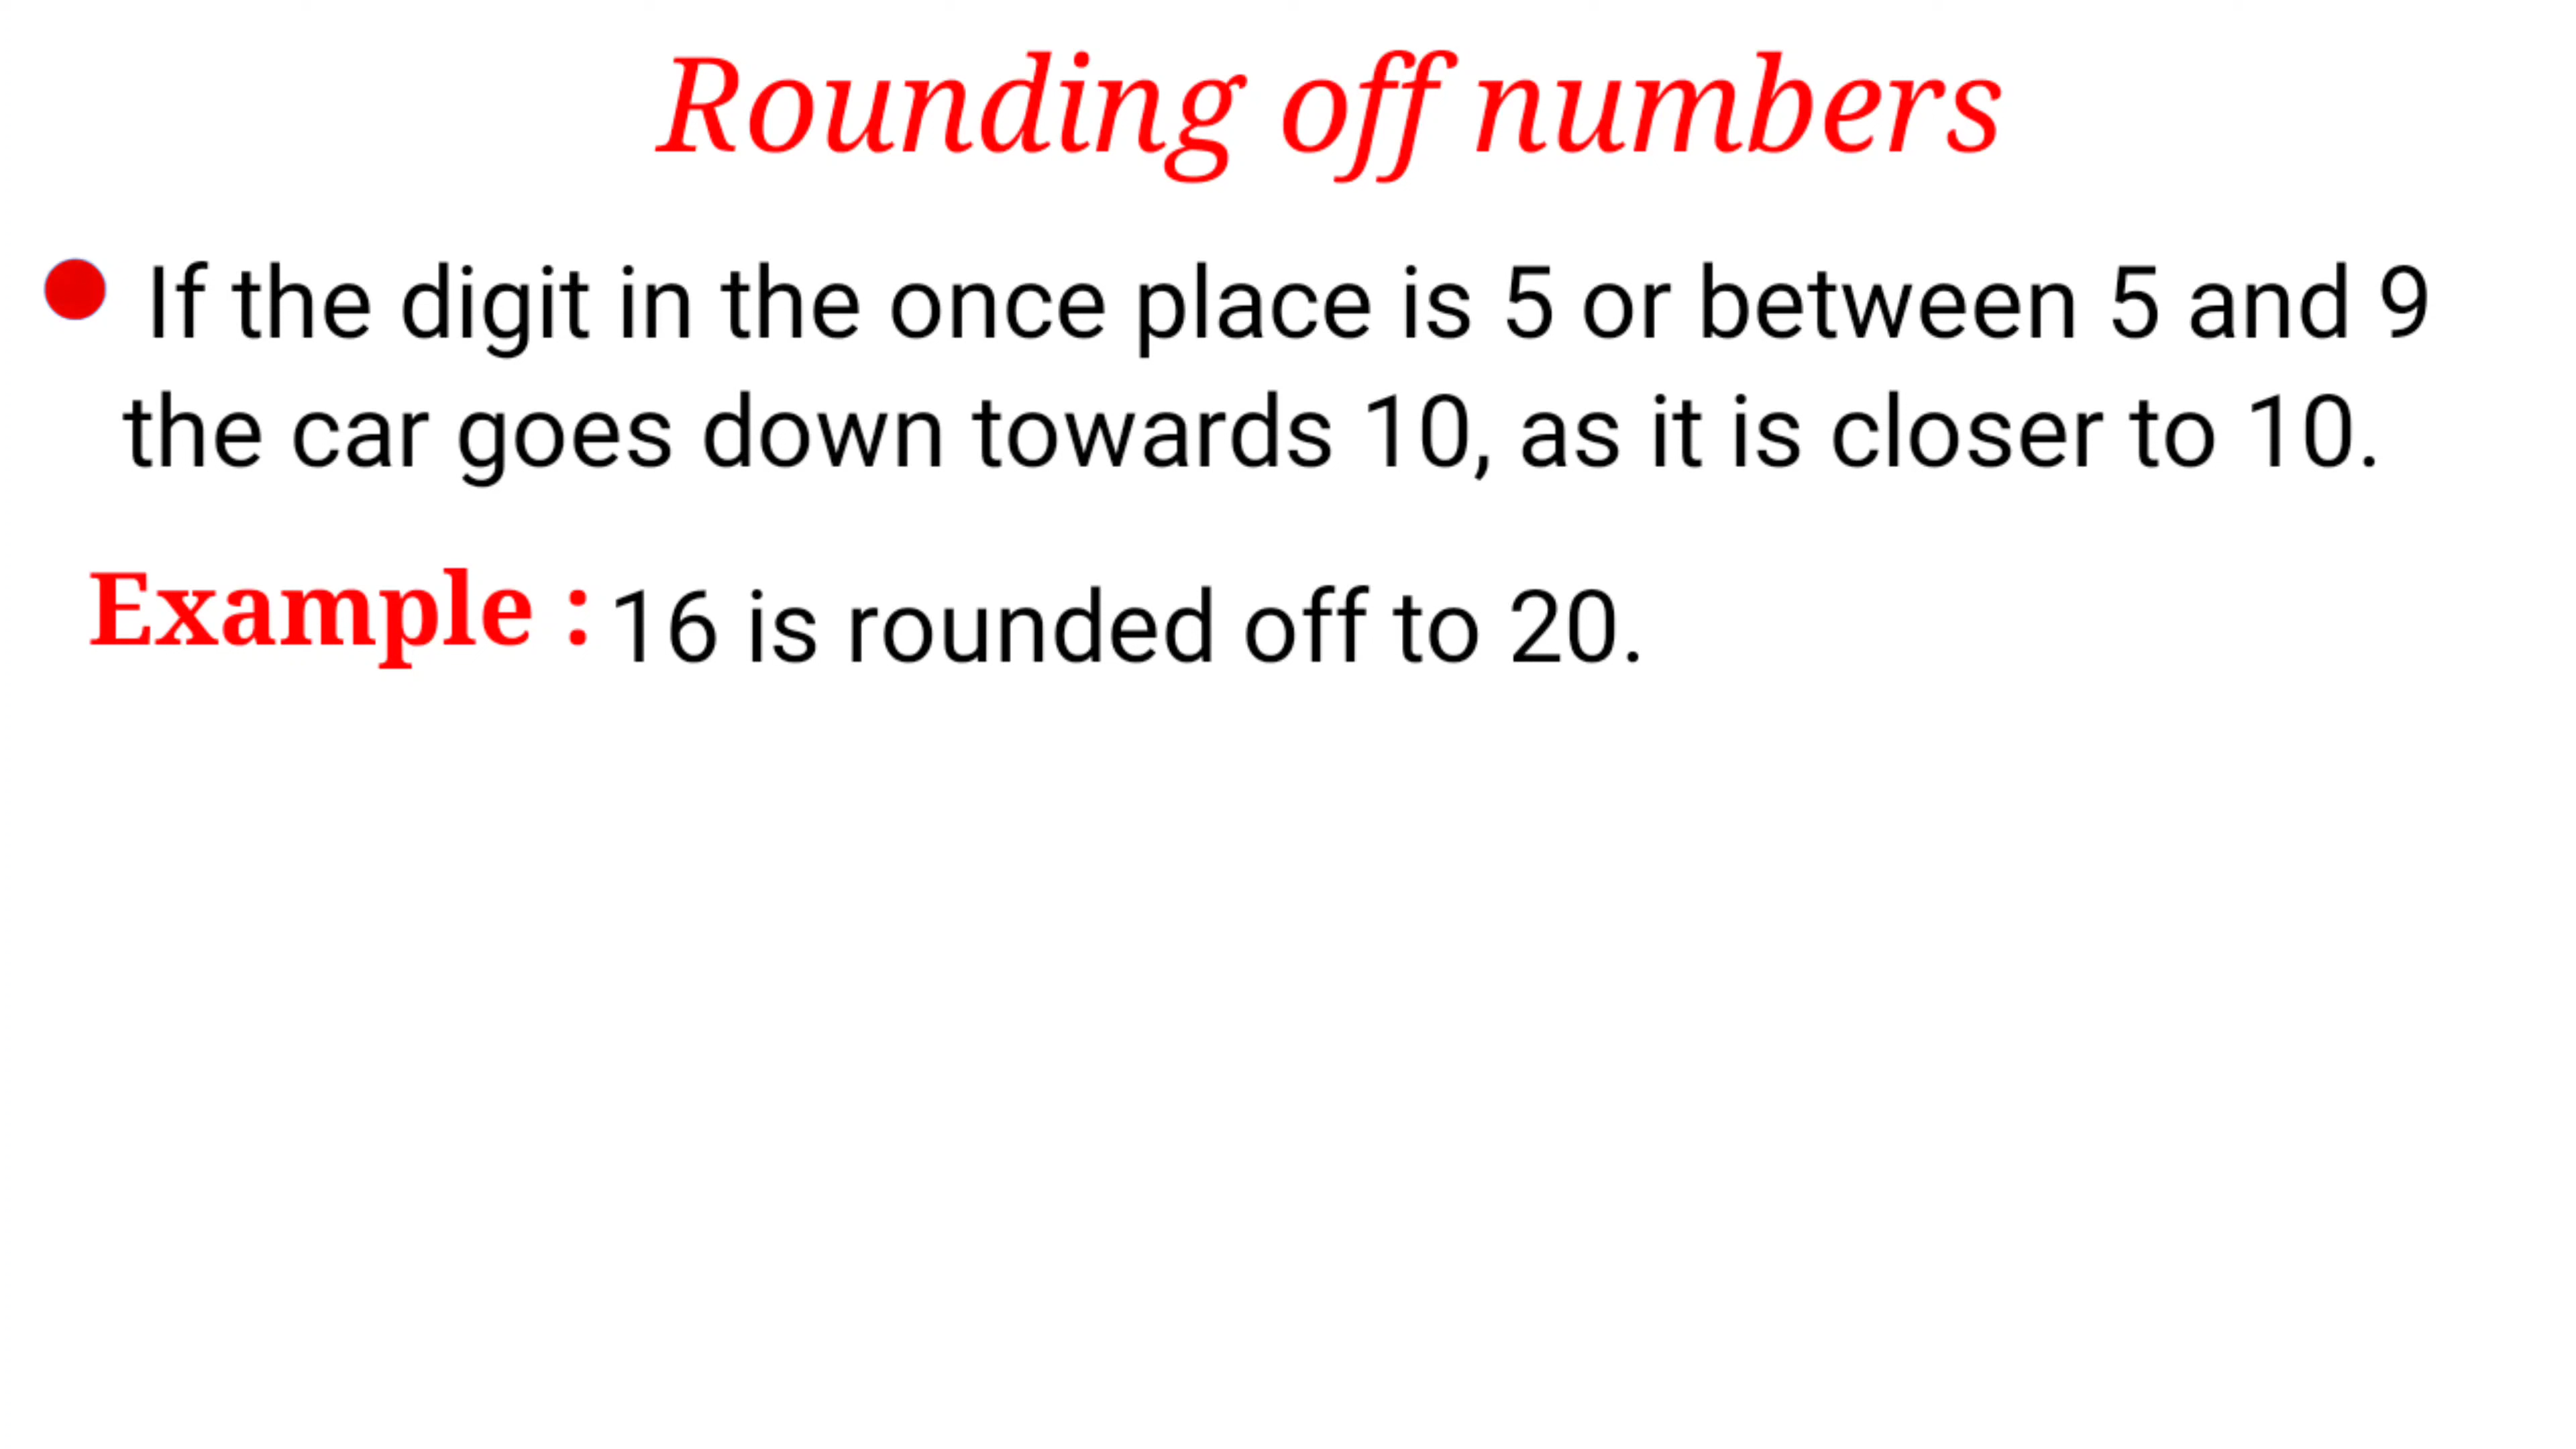 Rounding off numbers
If the digit in the once place is 5 or between 5 and 9
the car goes down towards 10, as it is closer to 10.
Example : 16 is rounded off to 20.